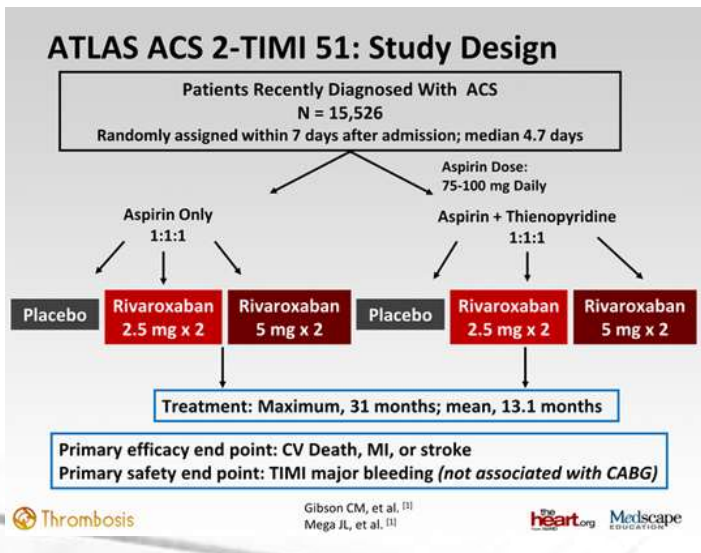 ATLAS ACS 2-TIMI 51: Study Design
Patients Recently Diagnosed With ACS
N = 15,526
Randomly assigned within 7 days after admission; median 4.7 days
Aspirin Dose:
75-100 mg Daily
Aspirin Only
1:1:1
Aspirin + Thienopyridine
1:1:1
Placebo
Rivaroxaban
2.5 mg x 2
Rivaroxaban
5 mg x 2
Placebo
Rivaroxaban
2.5 mg x 2
Rivaroxaban
5 mg x 2
Treatment: Maximum, 31 months; mean, 13.1 months
Primary efficacy end point: CV Death, MI, or stroke
Primary safety end point: TIMI major bleeding (not associated with CABG)
Thrombosis
Gibson CM, et al. [1]
Mega JL, et al. [1]
the
heart.org
Medscape
EDUCATION